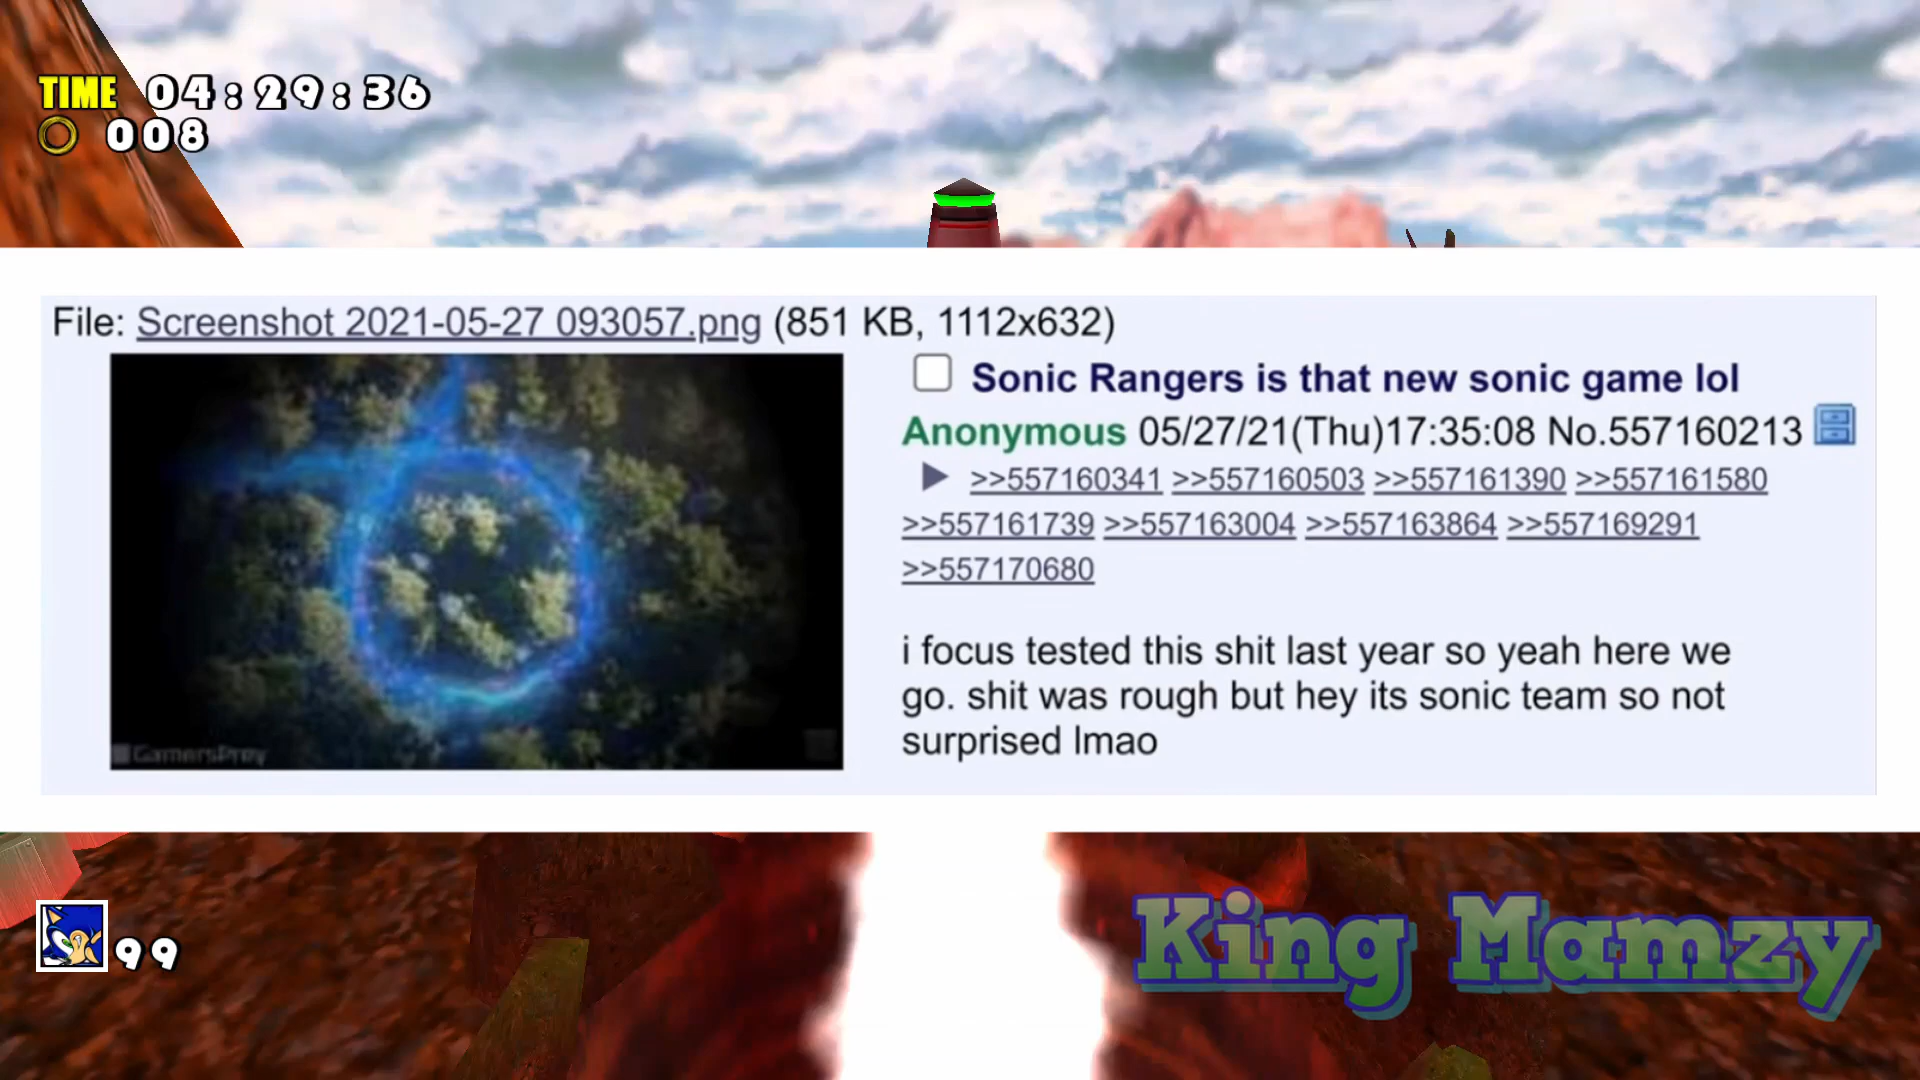 TIME 04:29:36
008
File: Screenshot 2021-05-27 093057.png (851 KB, 1112x632)
GamersPrey
Sonic Rangers is that new sonic game lol
Anonymous 05/27/21(Thu)17:35:08 No.557160213
>>557160341 >>557160503 >>557161390 >>557161580
>>557161739 >>557163004 >>557163864 >>557169291
>>557170680
i focus tested this shit last year so yeah here we
go. shit was rough but hey its sonic team so not
surprised lmao
99
King Mamzy